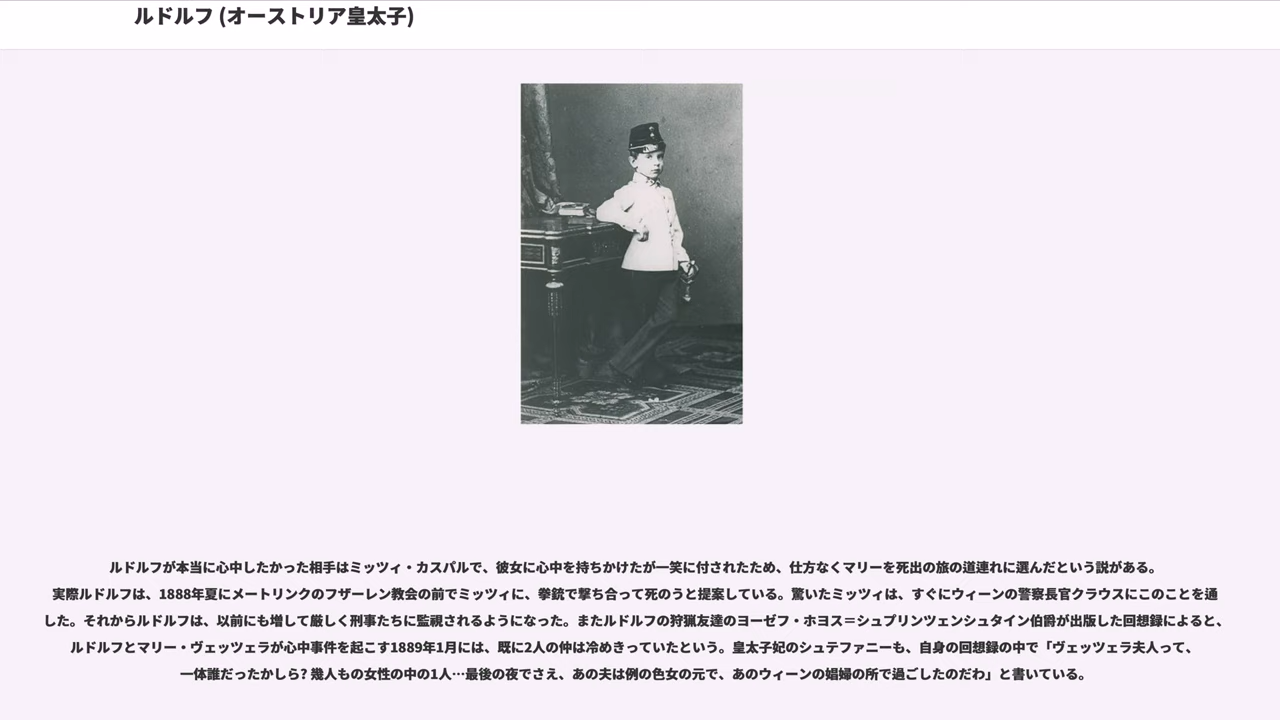 ルドルフ (オーストリア皇太子)
ルドルフが本当に心中したかった相手はミッツィ・カスパルで、彼女に心中を持ちかけたが一笑に付されたため、仕方なくマリーを死出の旅の道連れに選んだという説がある。
実際ルドルフは、1888年夏にメートリンクのフザーレン教会の前でミッツィに、拳銃で撃ち合って死のうと提案している。驚いたミッツィは、すぐにウィーンの警察長官クラウスにこのことを通
した。それからルドルフは、以前にも増して厳しく刑事たちに監視されるようになった。またルドルフの狩猟友達のヨーゼフ・ホヨス＝シュプリンツェンシュタイン伯爵が出版した回想録によると、
ルドルフとマリー・ヴェッツェラが心中事件を起こす1889年1月には、既に2人の仲は冷めきっていたという。皇太子妃のシュテファニーも、自身の回想録の中で「ヴェッツェラ夫人って、
一体誰だったかしら? 幾人もの女性の中の1人…最後の夜でさえ、あの夫は例の色女の元で、あのウィーンの娼婦の所で過ごしたのだわ」と書いている。